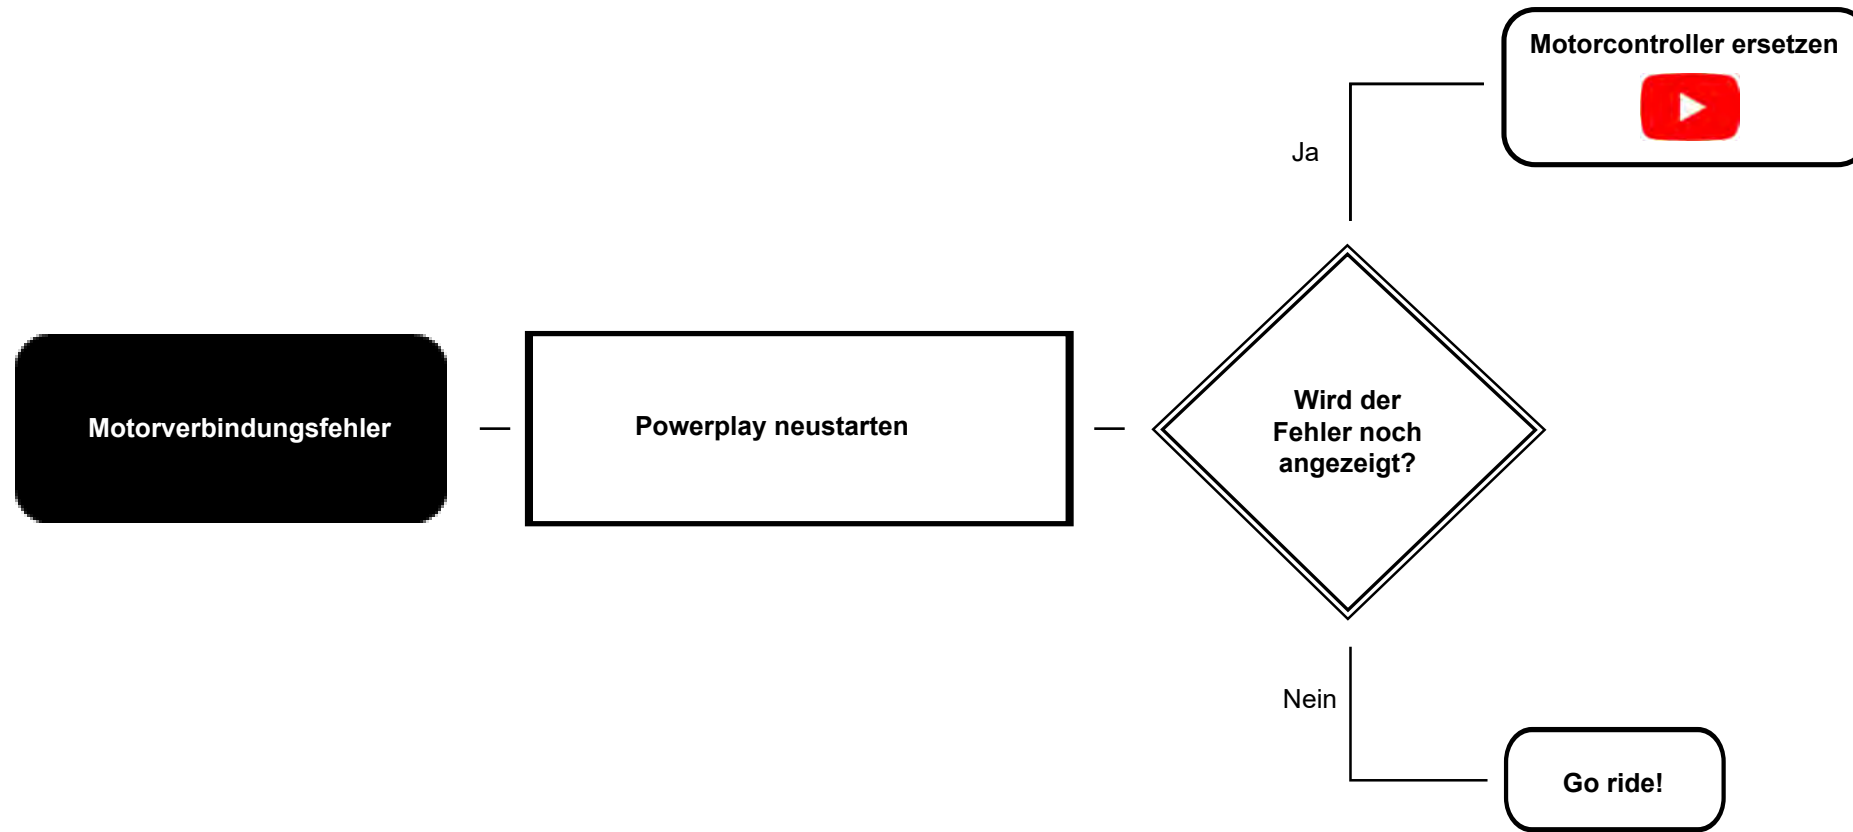 Motorcontroller ersetzen
Ja
Motorverbindungsfehler
Powerplay neustarten
Wird der
Fehler noch
angezeigt?
Nein
Go ride!